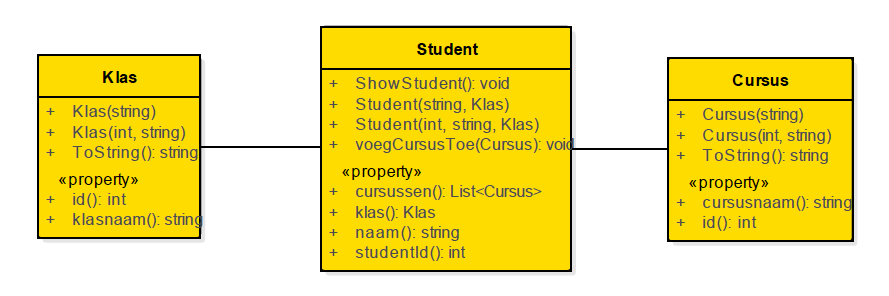 Klas
+ Klas(string)
+ Klas(int, string)
+ ToString(): string
«property»
+ id(): int
+ klasnaam(): string
Student
+ ShowStudent(): void
+ Student(string, Klas)
+ Student(int, string, Klas)
+ voegCursusToe(Cursus): void
«property»
+ cursussen(): List<Cursus>
+ klas(): Klas
+ naam(): string
+ studentId(): int
Cursus
+ Cursus(string)
+ Cursus(int, string)
+ ToString(): string
«property»
+ cursusnaam(): string
+ id(): int